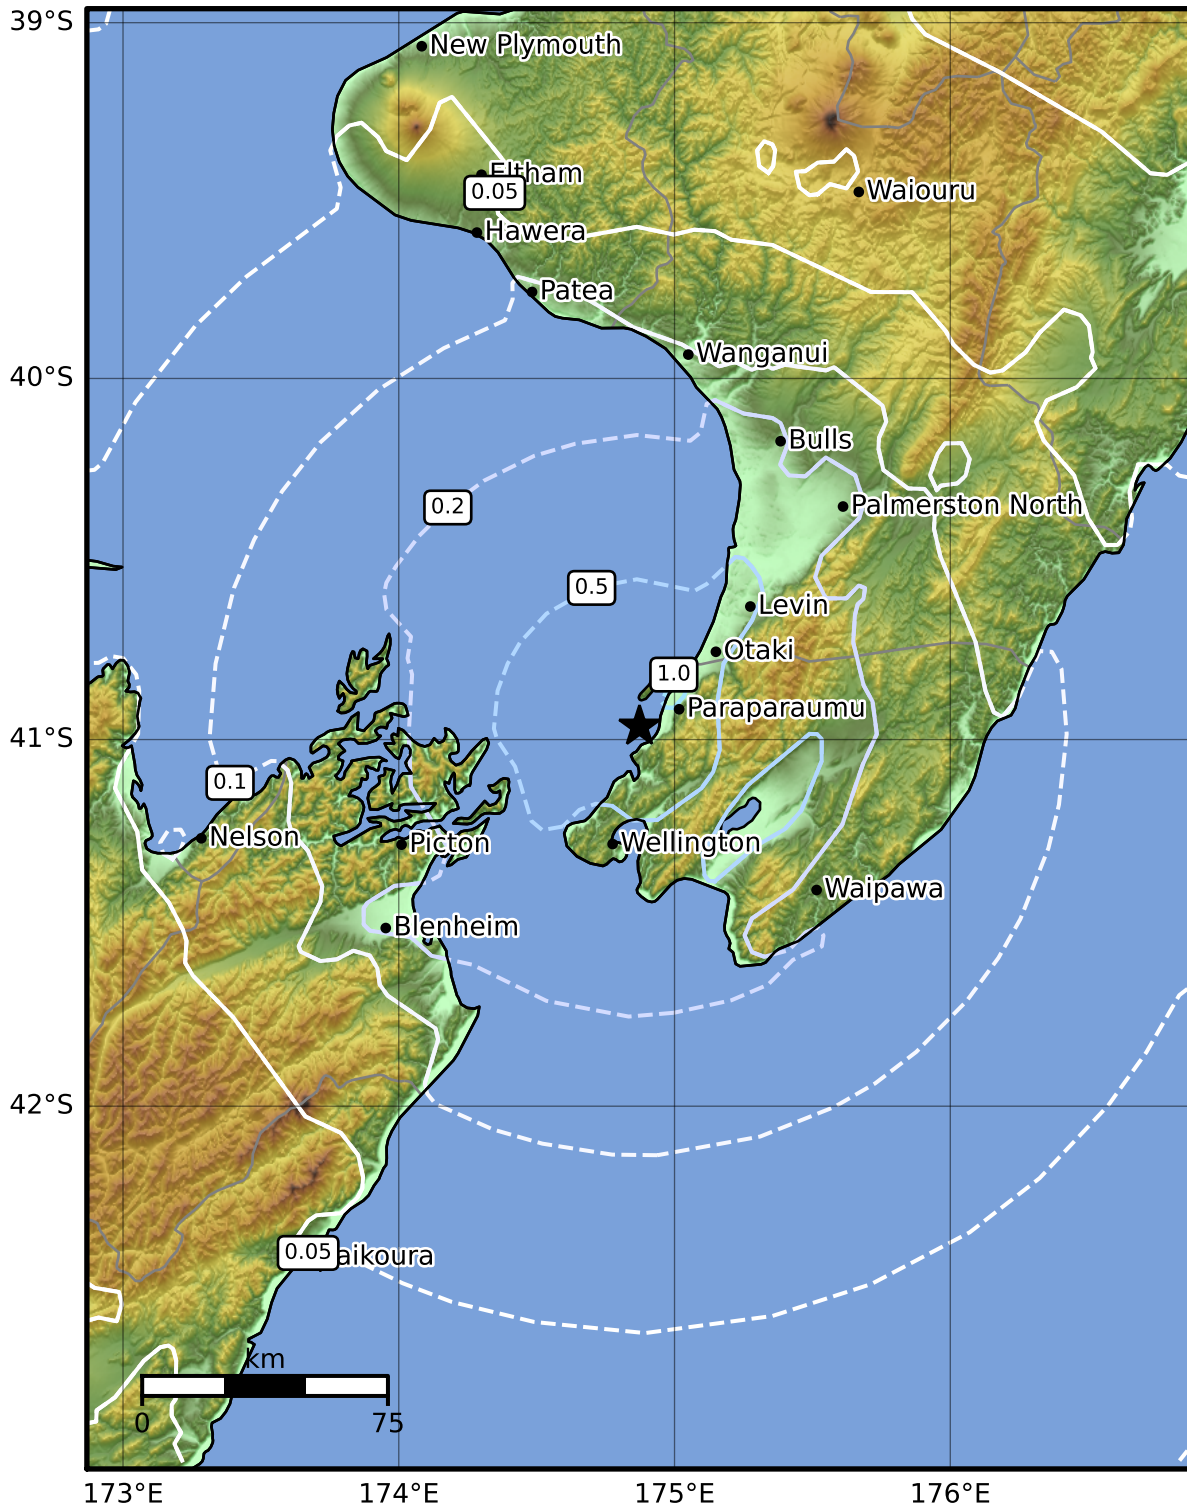 39°S
New Plymouth
Eltham
0.05
Waiouru
Hawera
Patea
Wanganui
40°S
Bulls
0.2
Palmerston North
0.5
Levin
Otaki
1.0
Paraparaumu
41°S
0.1
Nelson
Picton
Wellington
Waipawa
Blenheim
42°S
0.05
aikoura
km
0
75
173°E
174°E
175°E
176°E